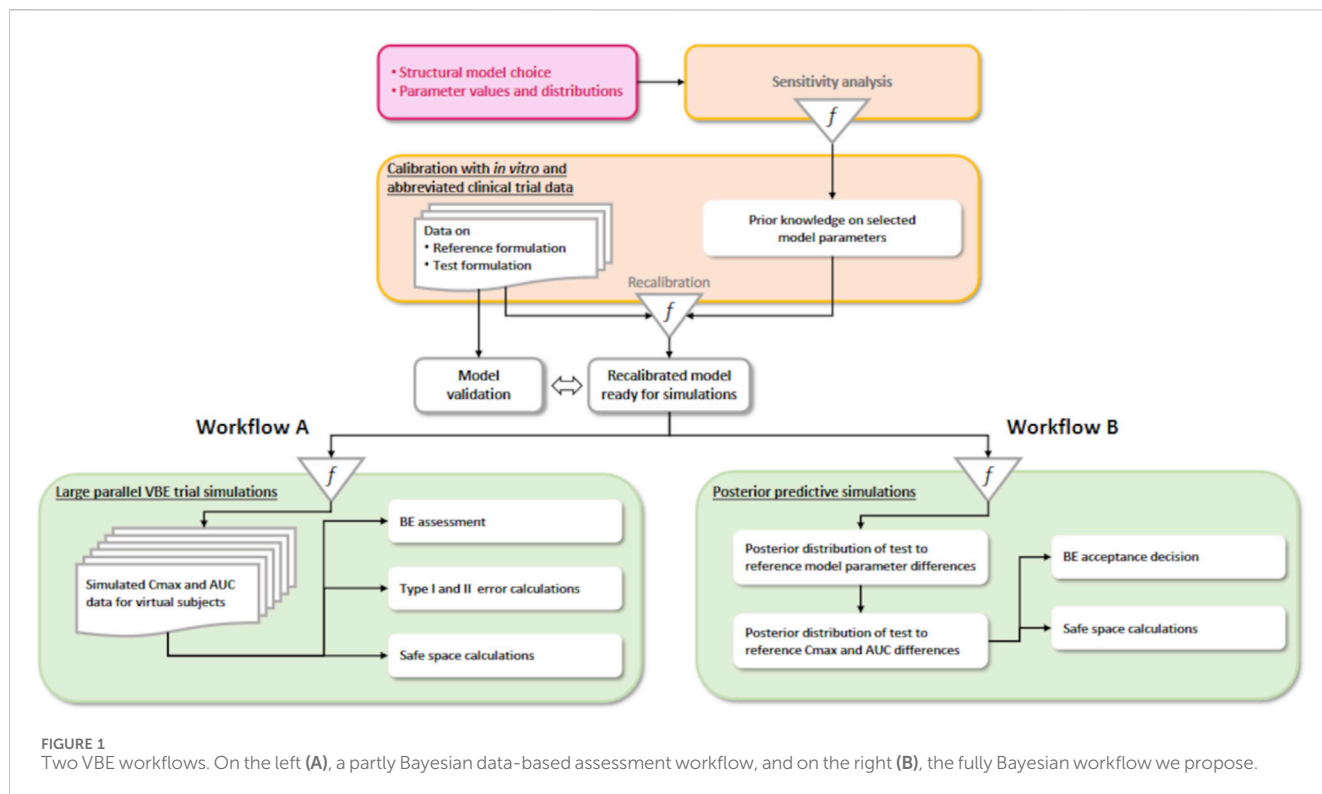 • Structural model choice
• Parameter values and distributions
Sensitivity analysis
f
Calibration with in vitro and
abbreviated clinical trial data
Data on
• Reference formulation
• Test formulation
Prior knowledge on selected
model parameters
Recalibration
f
Model
validation
Recalibrated model
ready for simulations
Workflow A
Workflow B
f
f
Large parallel VBE trial simulations
Simulated Cmax and AUC
data for virtual subjects
BE assessment
Type I and II error calculations
Safe space calculations
Posterior predictive simulations
Posterior distribution of test to
reference model parameter differences
Posterior distribution of test to
reference Cmax and AUC differences
BE acceptance decision
Safe space calculations
FIGURE 1
Two VBE workflows. On the left (A), a partly Bayesian data-based assessment workflow, and on the right (B), the fully Bayesian workflow we propose.